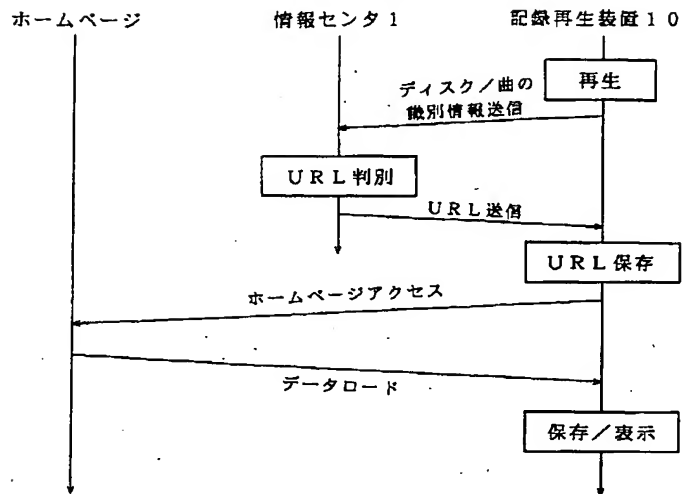 ホームページ
情報センタ1
記録再生装置10
再生
ディスク/曲の
識別情報送信
URL判別
URL送信
URL保存
ホームページアクセス
データロード
保存/表示